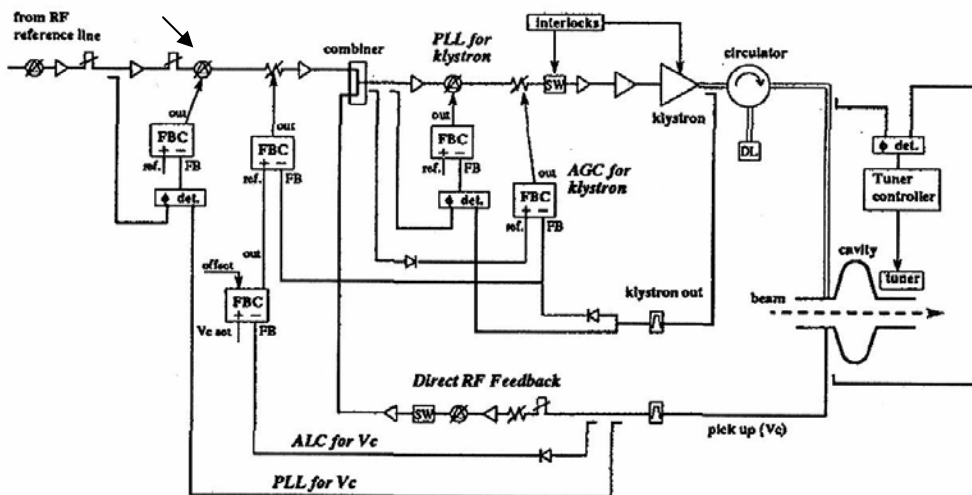 from RF
reference line
combiner
PLL for
klystron
interlocks
circulator
SW
klystron
DL
out
FBC
+ −
ref.
FB
ϕ det.
out
FBC
+ −
FB
out
FBC
+ −
ref.
FB
ϕ det.
AGC for
klystron
out
FBC
+ −
ref.
FB
ϕ det.
Tuner
controller
cavity
tuner
beam
out
offset
FBC
+ −
Vc set
FB
klystron out
Direct RF Feedback
SW
pick up (Vc)
ALC for Vc
PLL for Vc